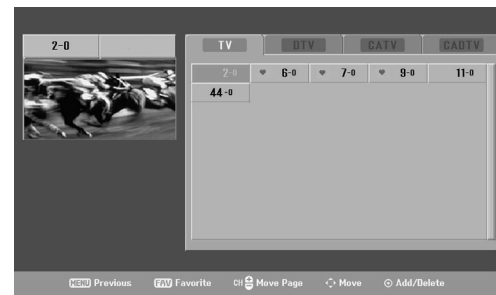 2-0
TV DTV CATV CADTV
2-0 6-0 7-0 9-0 11-0
44-0
MENU Previous FAV Favorite CH Move Page Move Add/Delete